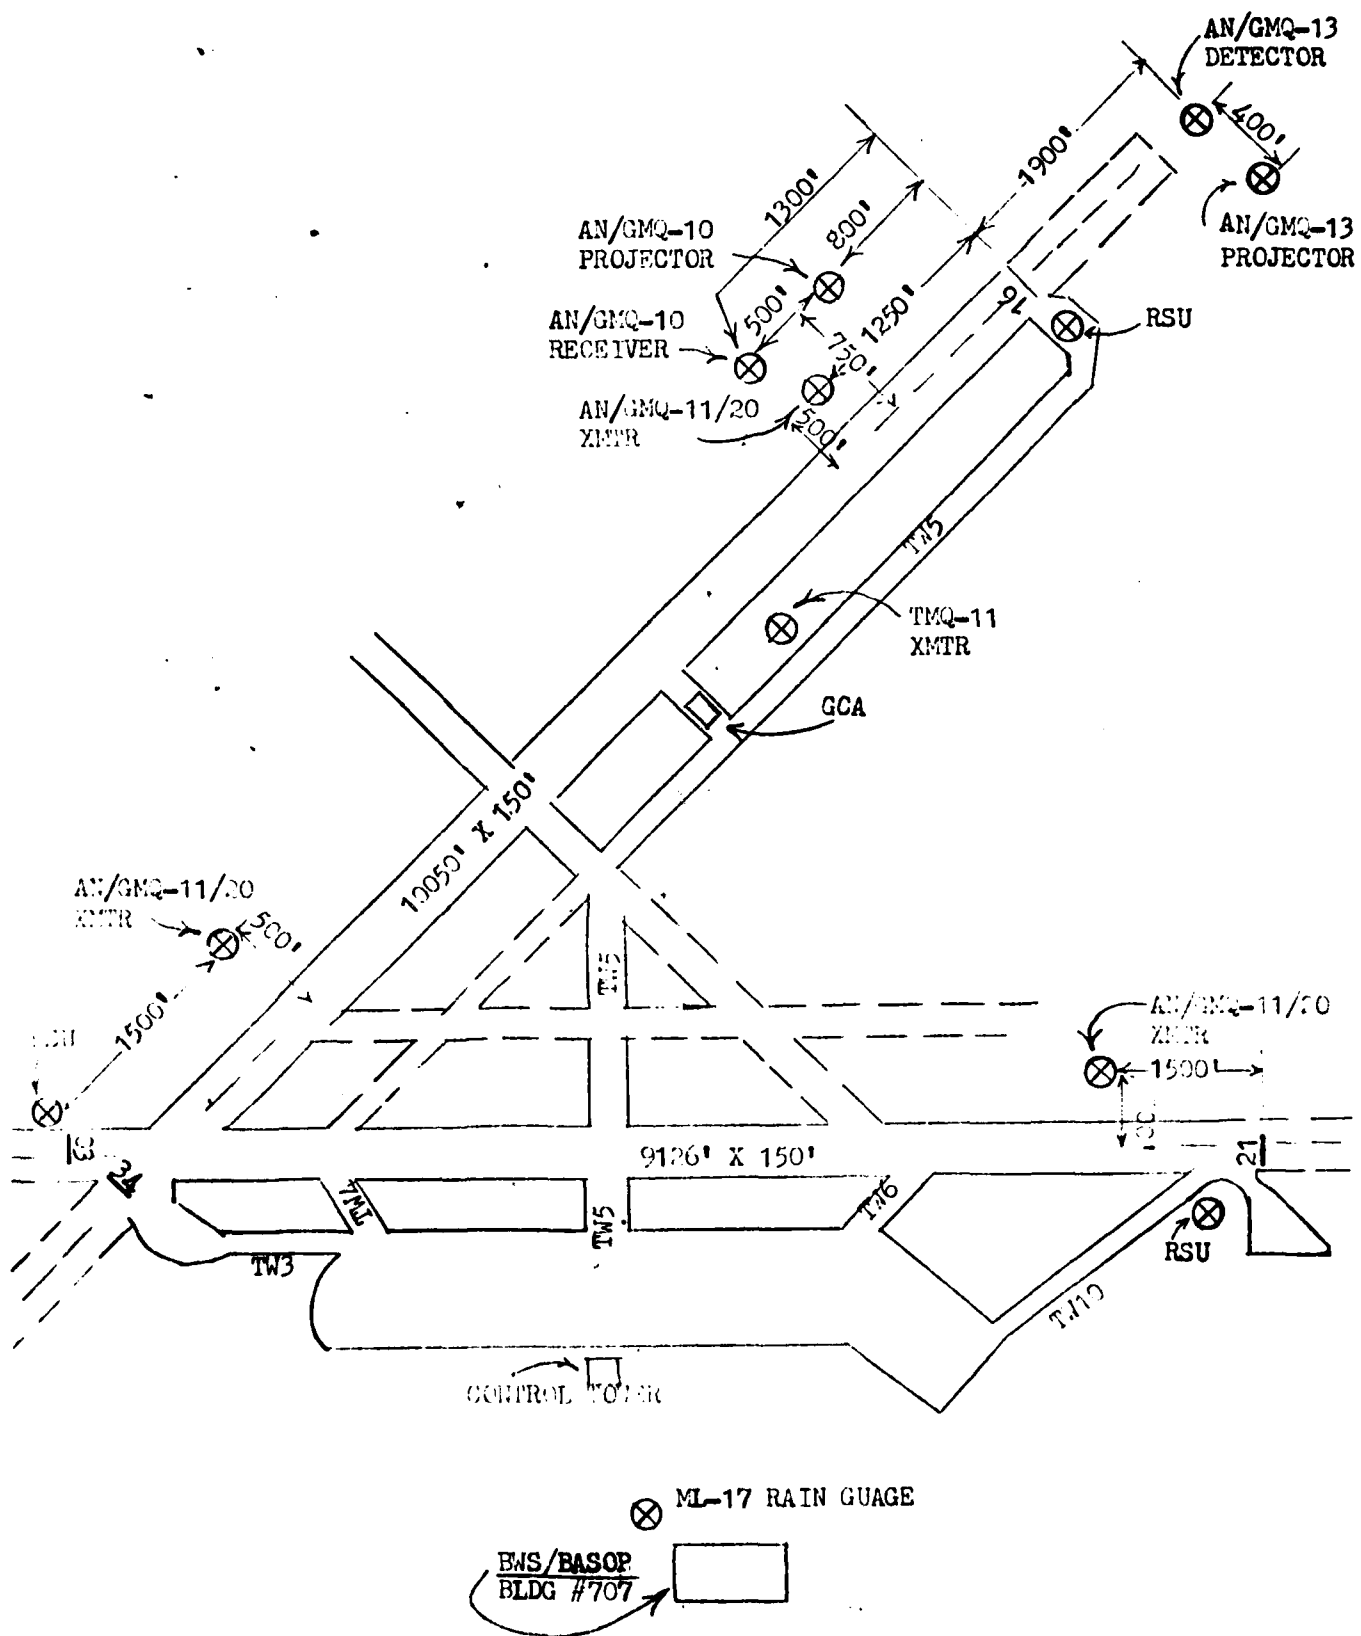 AN/GMQ-13
DETECTOR
400'
1900'
1300'
800'
AN/GMQ-10
PROJECTOR
AN/GMQ-13
PROJECTOR
500'
1250'
750'
AN/GMQ-10
RECEIVER
16
RSU
AN/GMQ-11/20
XMTR
500'
TW5
TMQ-11
XMTR
GCA
10050' X 150'
AN/GMQ-11/20
XMTR
500'
1500'
TW5
AN/GMQ-11/20
XMTR
1500'
34
9126' X 150'
21
TW4
TW5
TW6
RSU
TW3
TW10
CONTROL TOWER
ML-17 RAIN GUAGE
BWS/BASOP
BLDG #707